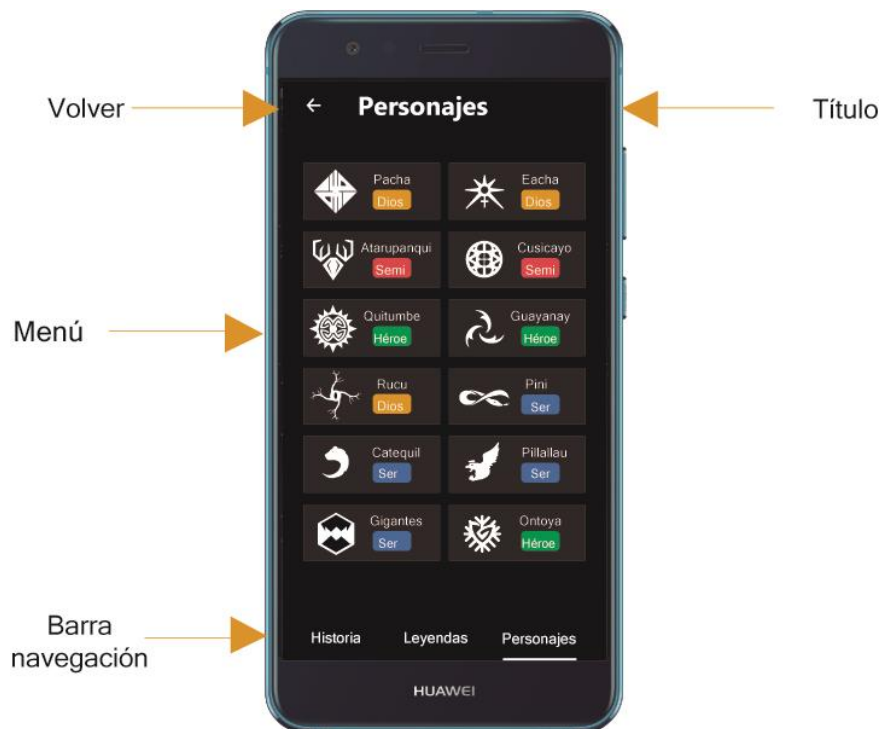 Volver
Personajes
Título
Pacha
Dios
Eacha
Dios
Atarupanqui
Semi
Cusicayo
Semi
Menú
Quitumbe
Héroe
Guayanay
Héroe
Rucu
Dios
Pini
Ser
Catequil
Ser
Pillallau
Ser
Gigantes
Ser
Ontoya
Héroe
Barra
navegación
Historia
Leyendas
Personajes
HUAWEI